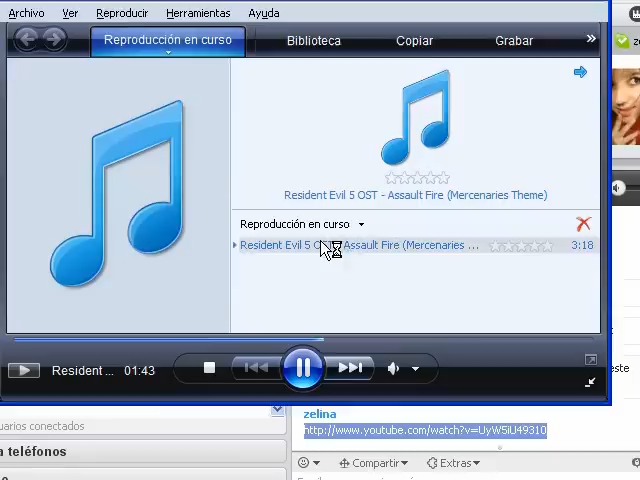 Archivo Ver Reproducir Herramientas Ayuda
Reproducción en curso Biblioteca Copiar Grabar »
Resident Evil 5 OST - Assault Fire (Mercenaries Theme)
Reproducción en curso
Resident Evil 5 Assault Fire (Mercenaries ... 3:18
Resident ... 01:43
este
zelina
http://www.youtube.com/watch?v=UyW5iU49310
uarios conectados
a teléfonos
Compartir Extras